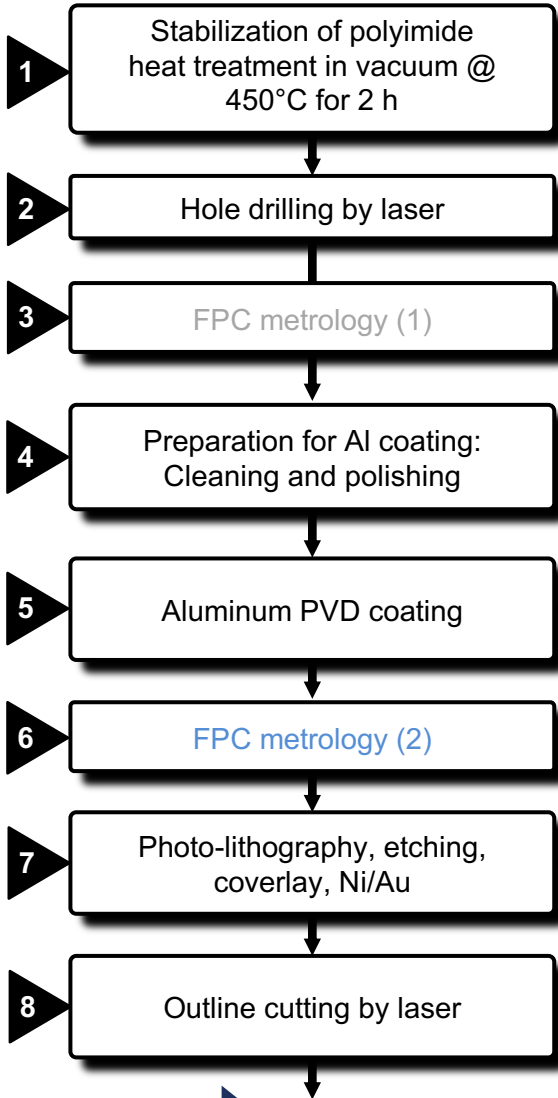 1
Stabilization of polyimide
heat treatment in vacuum @
450°C for 2 h
2
Hole drilling by laser
3
FPC metrology (1)
4
Preparation for Al coating:
Cleaning and polishing
5
Aluminum PVD coating
6
FPC metrology (2)
7
Photo-lithography, etching,
coverlay, Ni/Au
8
Outline cutting by laser